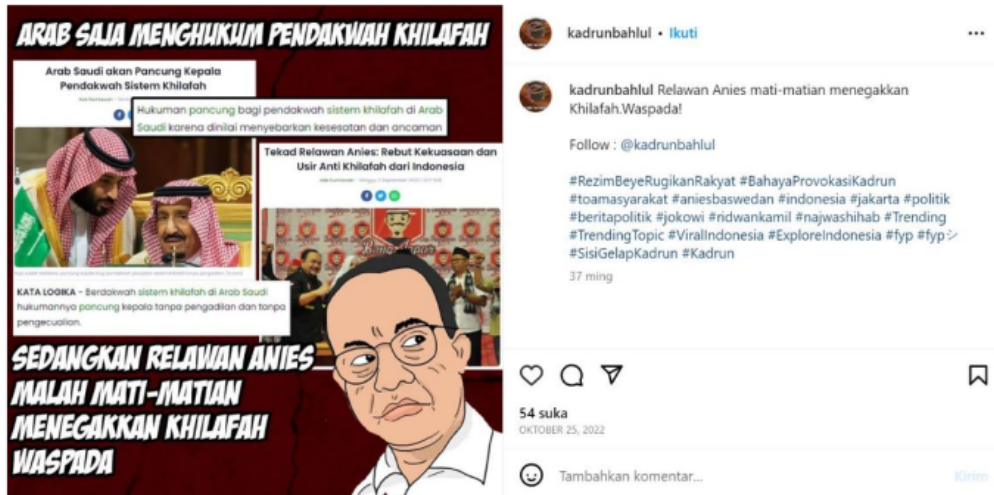 ARAB SAJA MENGHUKUM PENDAKWAH KHILAFAH
Arab Saudi akan Pancung Kepala
Pendakwah Sistem Khilafah
Hukuman pancung bagi pendakwah sistem khilafah di Arab
Saudi karena dinilai menyebarkan kesesatan dan ancaman
Tekad Relawan Anies: Rebut Kekuasaan dan
Usir Anti Khilafah dari Indonesia
KATA LOGIKA - Berdakwah sistem khilafah di Arab Saudi
hukumannya pancung kepala tanpa pengadilan dan tanpa
pengecualian.
SEDANGKAN RELAWAN ANIES
MALAH MATI-MATIAN
MENEGAKKAN KHILAFAH
WASPADA
kadrunbahlul • Ikuti
kadrunbahlul Relawan Anies mati-matian menegakkan
Khilafah.Waspada!
Follow : @kadrunbahlul
#RezimBeyeRugikanRakyat #BahayaProvokasiKadrun
#toamasyarakat #aniesbaswedan #indonesia #jakarta #politik
#beritapolitik #jokowi #ridwankamil #najwashihab #Trending
#TrendingTopic #ViralIndonesia #ExploreIndonesia #fyp #fypシ
#SisiGelapKadrun #Kadrun
37 ming
54 suka
OKTOBER 25, 2022
Tambahkan komentar...
Kirim